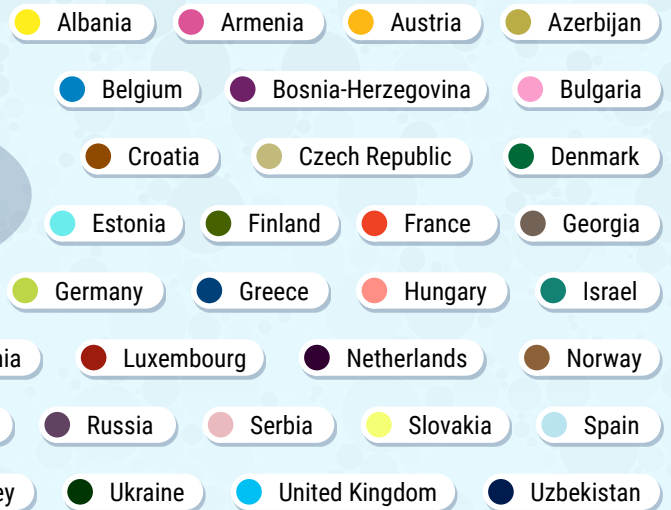 Albania Armenia Austria Azerbijan
Belgium Bosnia-Herzegovina Bulgaria
Croatia Czech Republic Denmark
Estonia Finland France Georgia
Germany Greece Hungary Israel
Luxembourg Netherlands Norway
Russia Serbia Slovakia Spain
Ukraine United Kingdom Uzbekistan